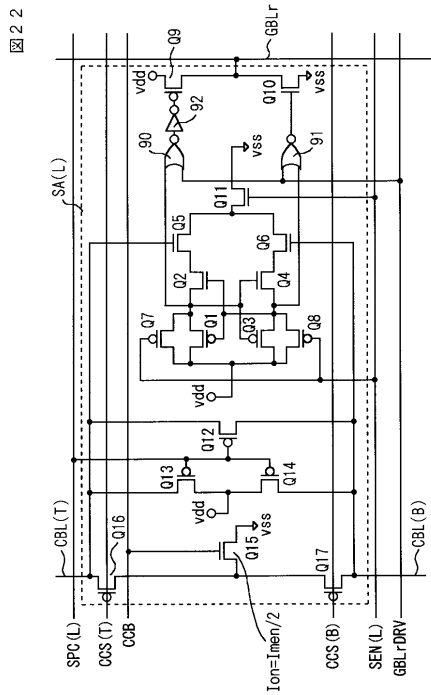 図22
SA(L)
GBLr
vdd
Q9
92
90
Q10
vss
91
vss
Q11
Q5
Q6
Q2
Q4
Q7
Q1
Q3
Q8
vdd
Q12
Q13
Q14
vdd
CBL(T)
Q16
vss
Q15
Q17
CBL(B)
Ion=Imen/2
SPC(L)
CCS(T)
CCB
CCS(B)
SEN(L)
GBLrDRV